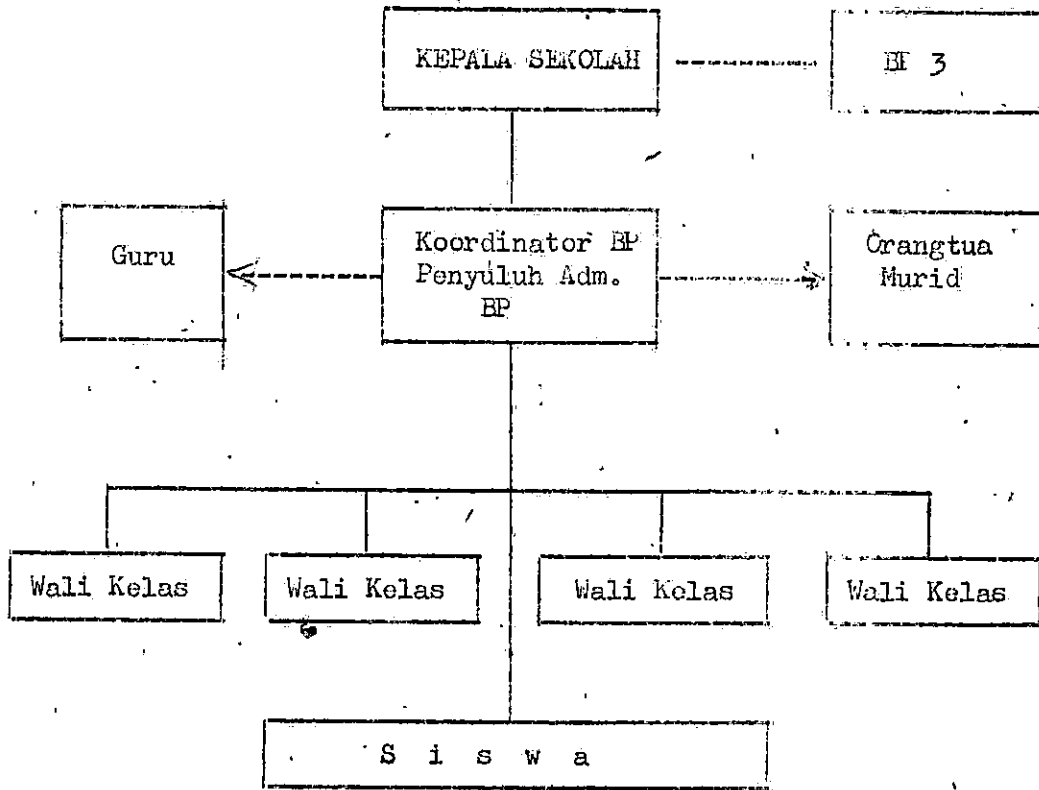 KEPALA SEKOLAH
BP 3
Guru
Koordinator BP
Penyuluh Adm.
BP
Orangtua
Murid
Wali Kelas
Wali Kelas
Wali Kelas
Wali Kelas
S i s w a